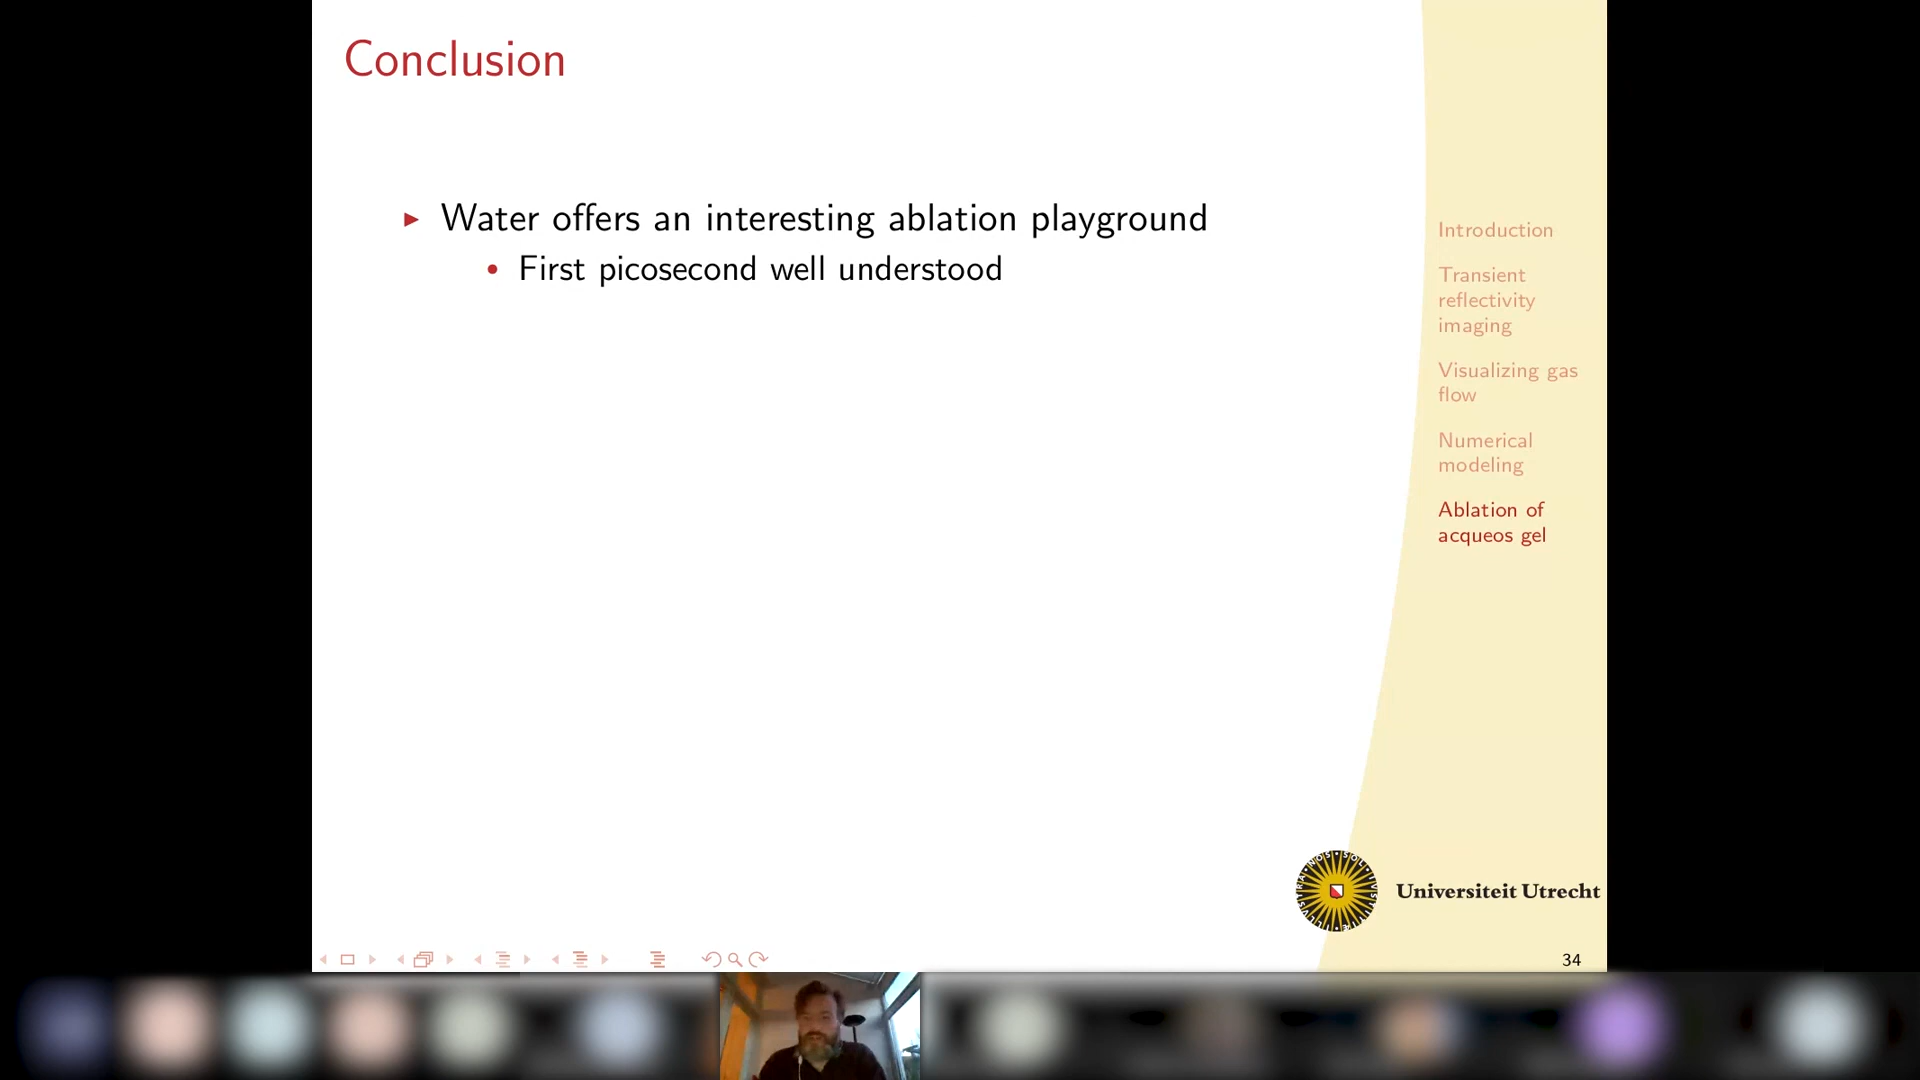 Conclusion
Water offers an interesting ablation playground
First picosecond well understood
Introduction
Transient
reflectivity
imaging
Visualizing gas
flow
Numerical
modeling
Ablation of
acqueos gel
Universiteit Utrecht
34